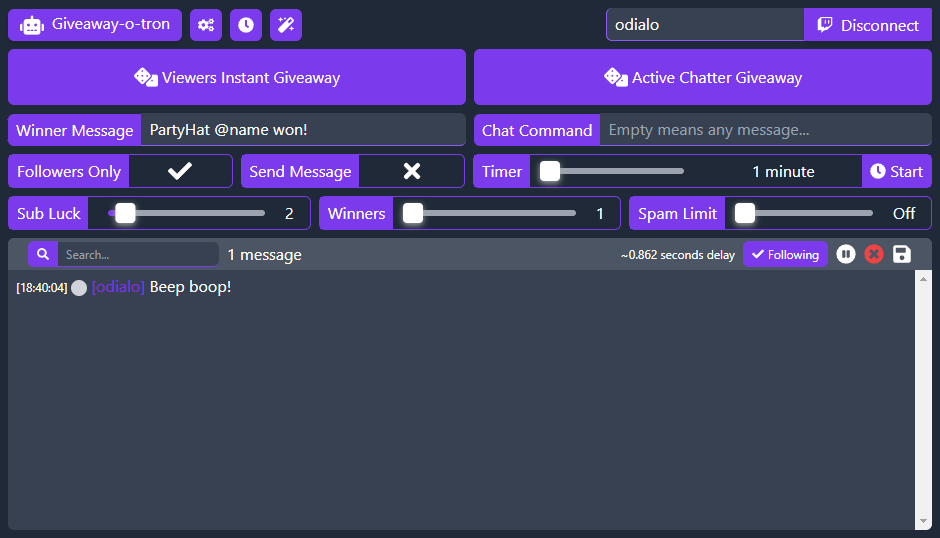 Giveaway-o-tron odialo Disconnect
Viewers Instant Giveaway Active Chatter Giveaway
Winner Message PartyHat @name won! Chat Command Empty means any message...
Followers Only Send Message Timer 1 minute Start
Sub Luck 2 Winners 1 Spam Limit Off
Search... 1 message ~0.862 seconds delay Following
[18:40:04] [odialo] Beep boop!